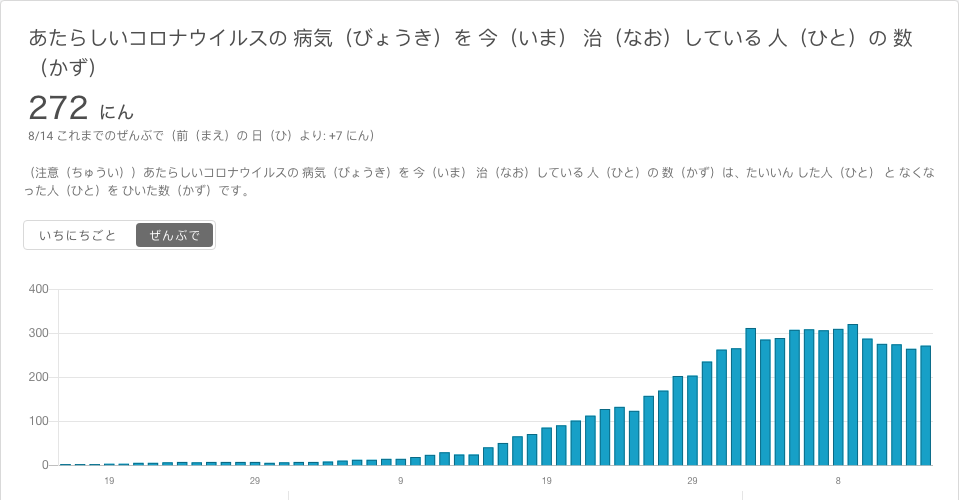 あたらしいコロナウイルスの 病気（びょうき）を 今（いま） 治（なお）している 人（ひと）の 数
（かず）
272 にん
8/14 これまでのぜんぶで（前（まえ）の 日（ひ）より: +7 にん）
（注意（ちゅうい））あたらしいコロナウイルスの 病気（びょうき）を 今（いま） 治（なお）している 人（ひと）の 数（かず）は、たいいん した人（ひと） と なくな
った人（ひと）を ひいた数（かず）です。
いちにちごと ぜんぶで
400
300
200
100
0
19 29 9 19 29 8